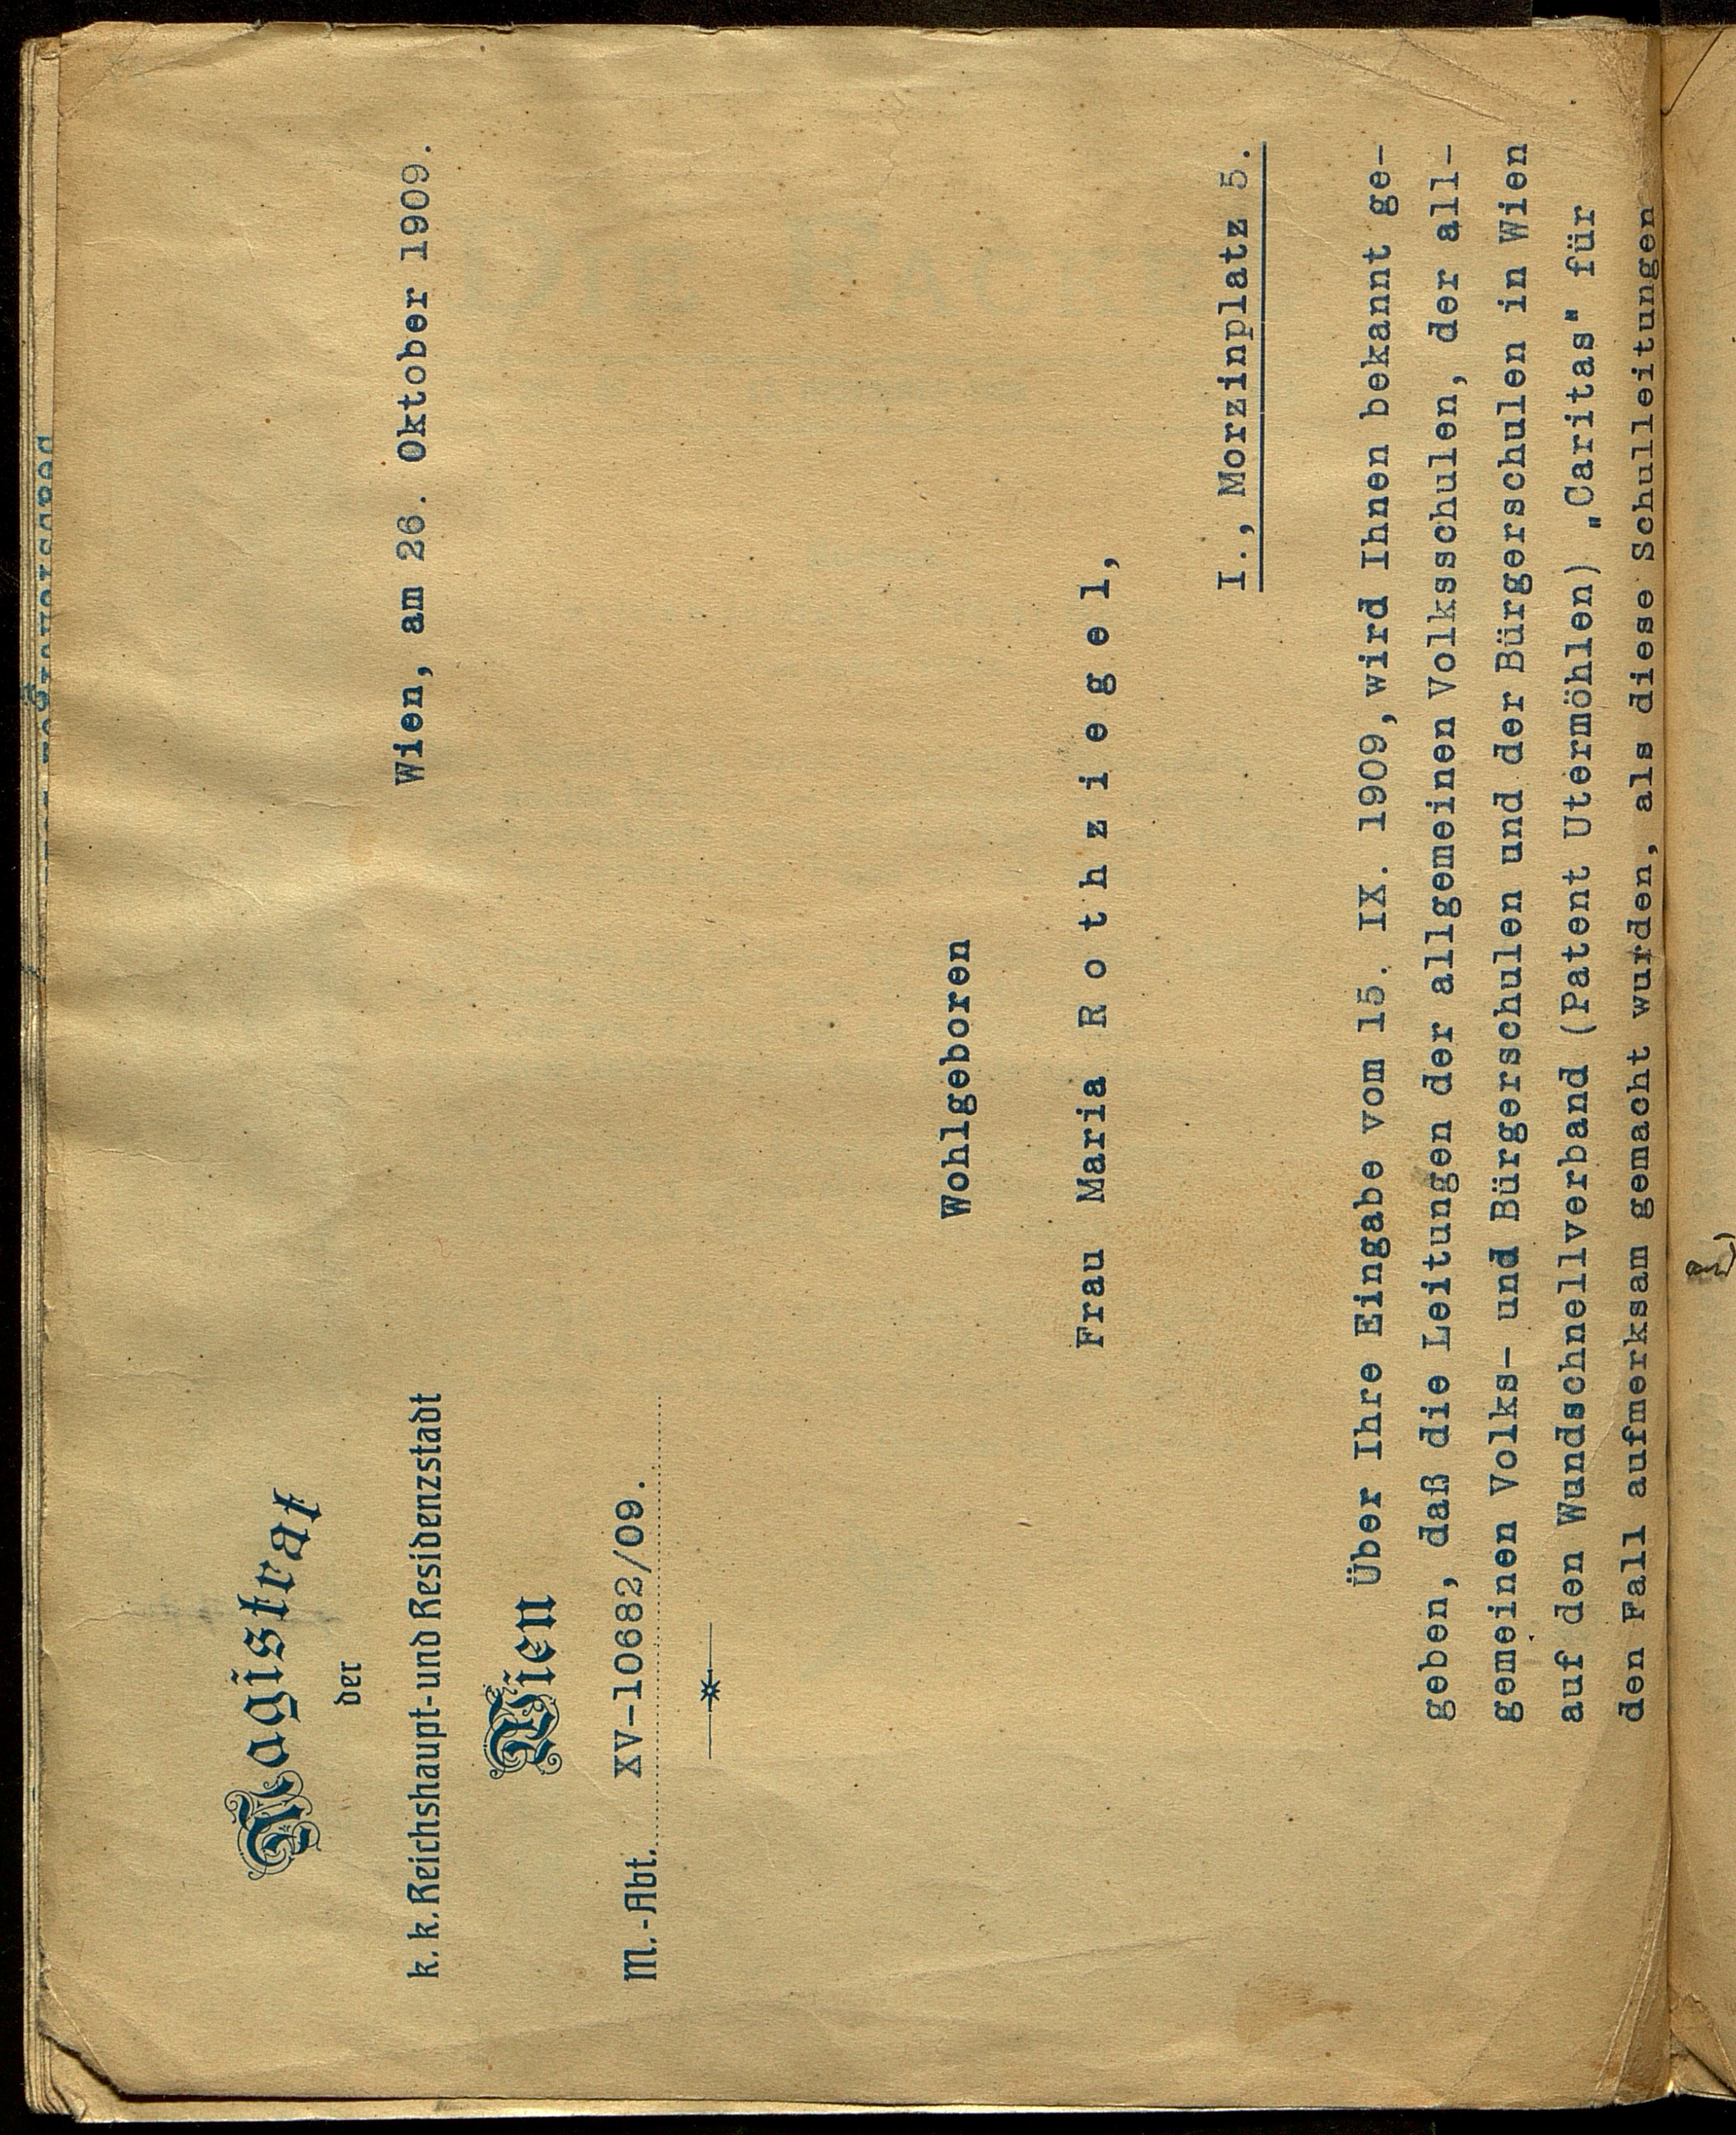 Magistrat
der
k. k. Reichshaupt- und Residenzstadt
Wien
M.-Abt. XV-10682/09.
Wien, am 26. Oktober 1909.
Wohlgeboren
Frau Maria R o t h z i e g e l,
I., Morzinplatz 5.
Über Ihre Eingabe vom 15. IX. 1909, wird Ihnen bekannt ge-
geben, daß die Leitungen der allgemeinen Volksschulen, der all-
gemeinen Volks- und Bürgerschulen und der Bürgerschulen in Wien
auf den Wundschnellverband (Patent Utermöhlen) „Caritas" für
den Fall aufmerksam gemacht wurden, als diese Schulleitungen